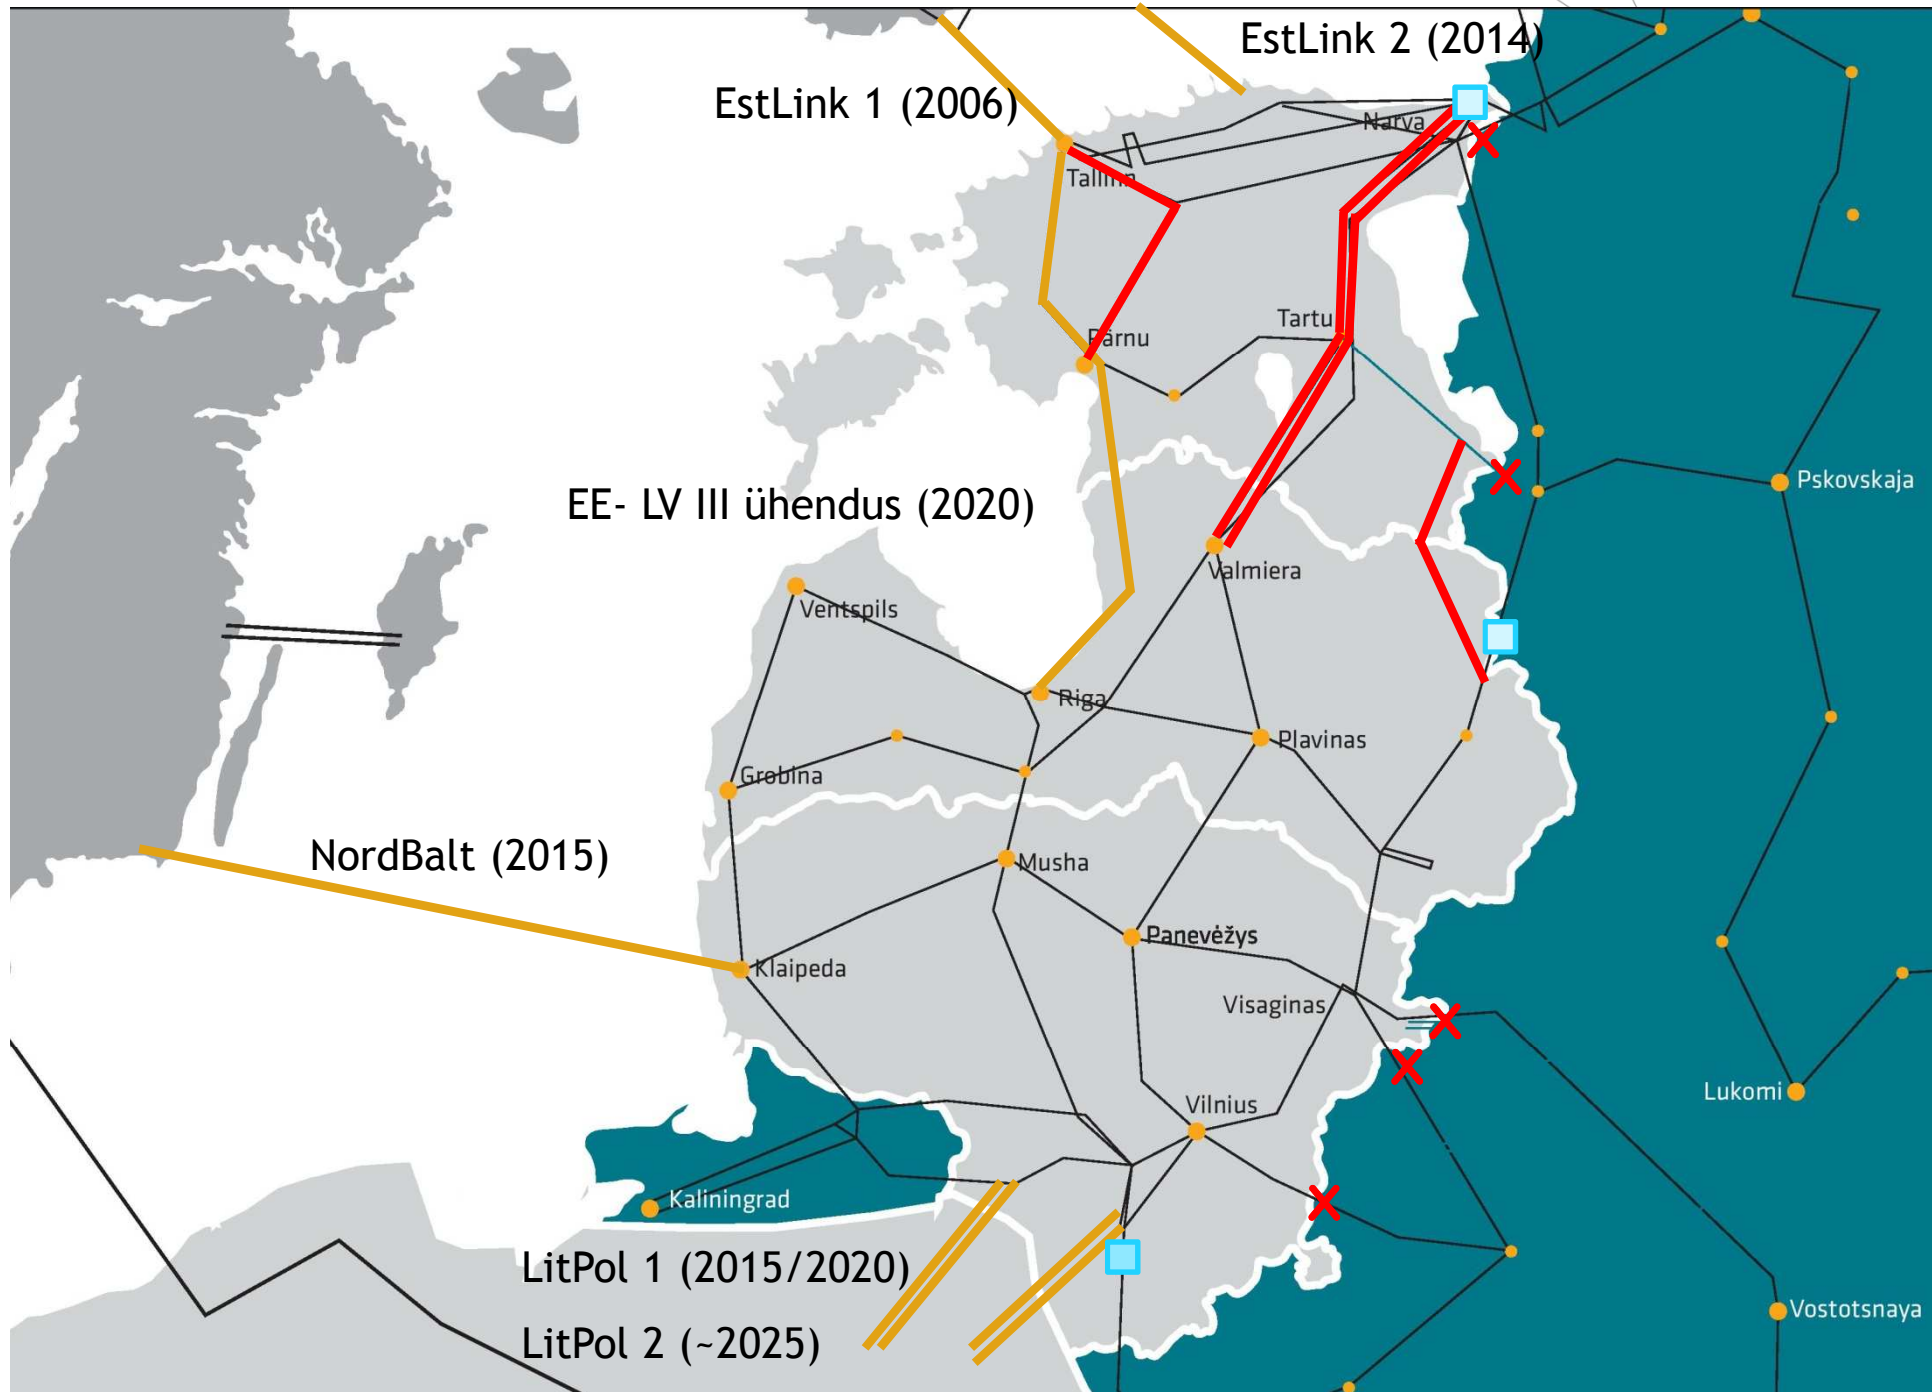 EstLink 2 (2014)
EstLink 1 (2006)
Narva
Tallinn
Tartu
Pärnu
Pskovskaja
EE- LV III ühendus (2020)
Valmiera
Ventspils
Riga
Plavinas
Grobina
NordBalt (2015)
Musha
Panevėžys
Klaipeda
Visaginas
Lukomi
Vilnius
Kaliningrad
LitPol 1 (2015/2020)
Vostotsnaya
LitPol 2 (~2025)